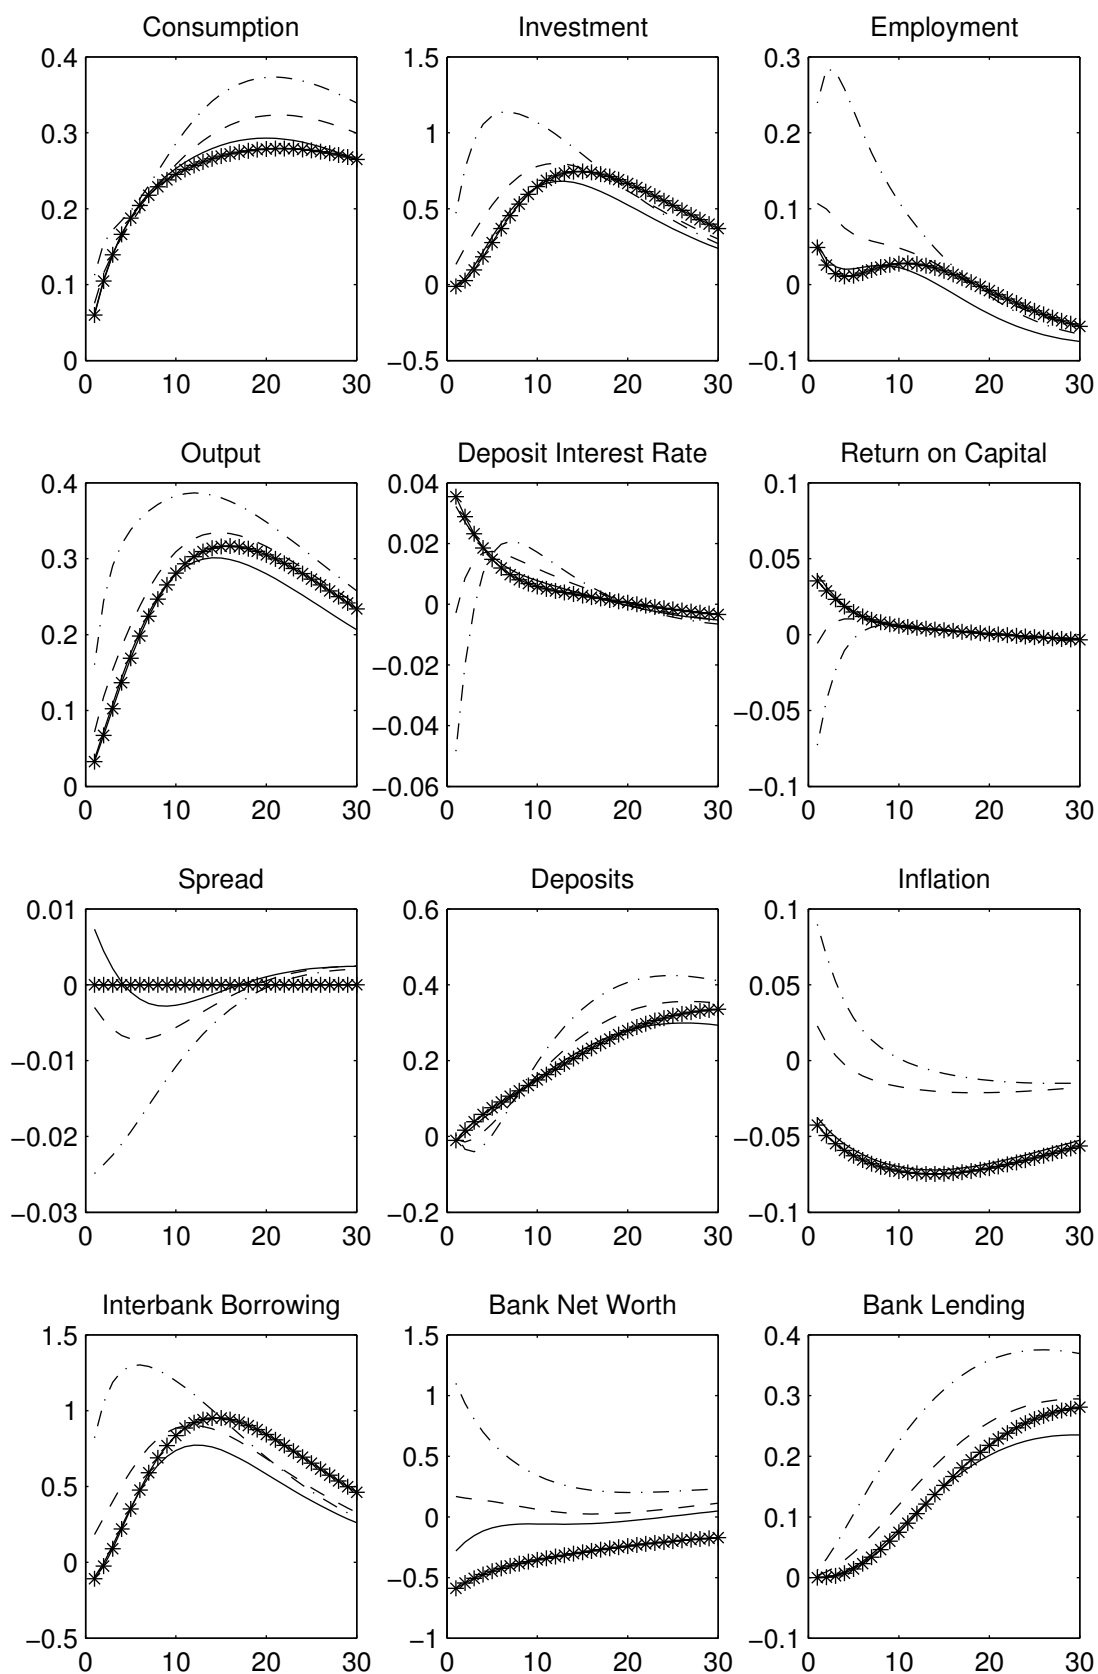 Consumption Investment Employment
0.4 1.5 0.3
0.3 1 0.2
0.2 0.5 0.1
0.1 0 0
0 −0.5 −0.1
0 10 20 30 0 10 20 30 0 10 20 30
Output Deposit Interest Rate Return on Capital
0.4 0.04 0.1
0.02 0.05
0.3 0
0.2 0
−0.02
0.1 −0.04 −0.05
0 −0.06 −0.1
0 10 20 30 0 10 20 30 0 10 20 30
Spread Deposits Inflation
0.01 0.6 0.1
0 0.4 0.05
−0.01 0.2 0
−0.02 0 −0.05
−0.03 −0.2 −0.1
0 10 20 30 0 10 20 30 0 10 20 30
Interbank Borrowing Bank Net Worth Bank Lending
1.5 1.5 0.4
1 1 0.3
0.5 0.5 0.2
0 0.1
0 −0.5 0
−0.5 −1 −0.1
0 10 20 30 0 10 20 30 0 10 20 30